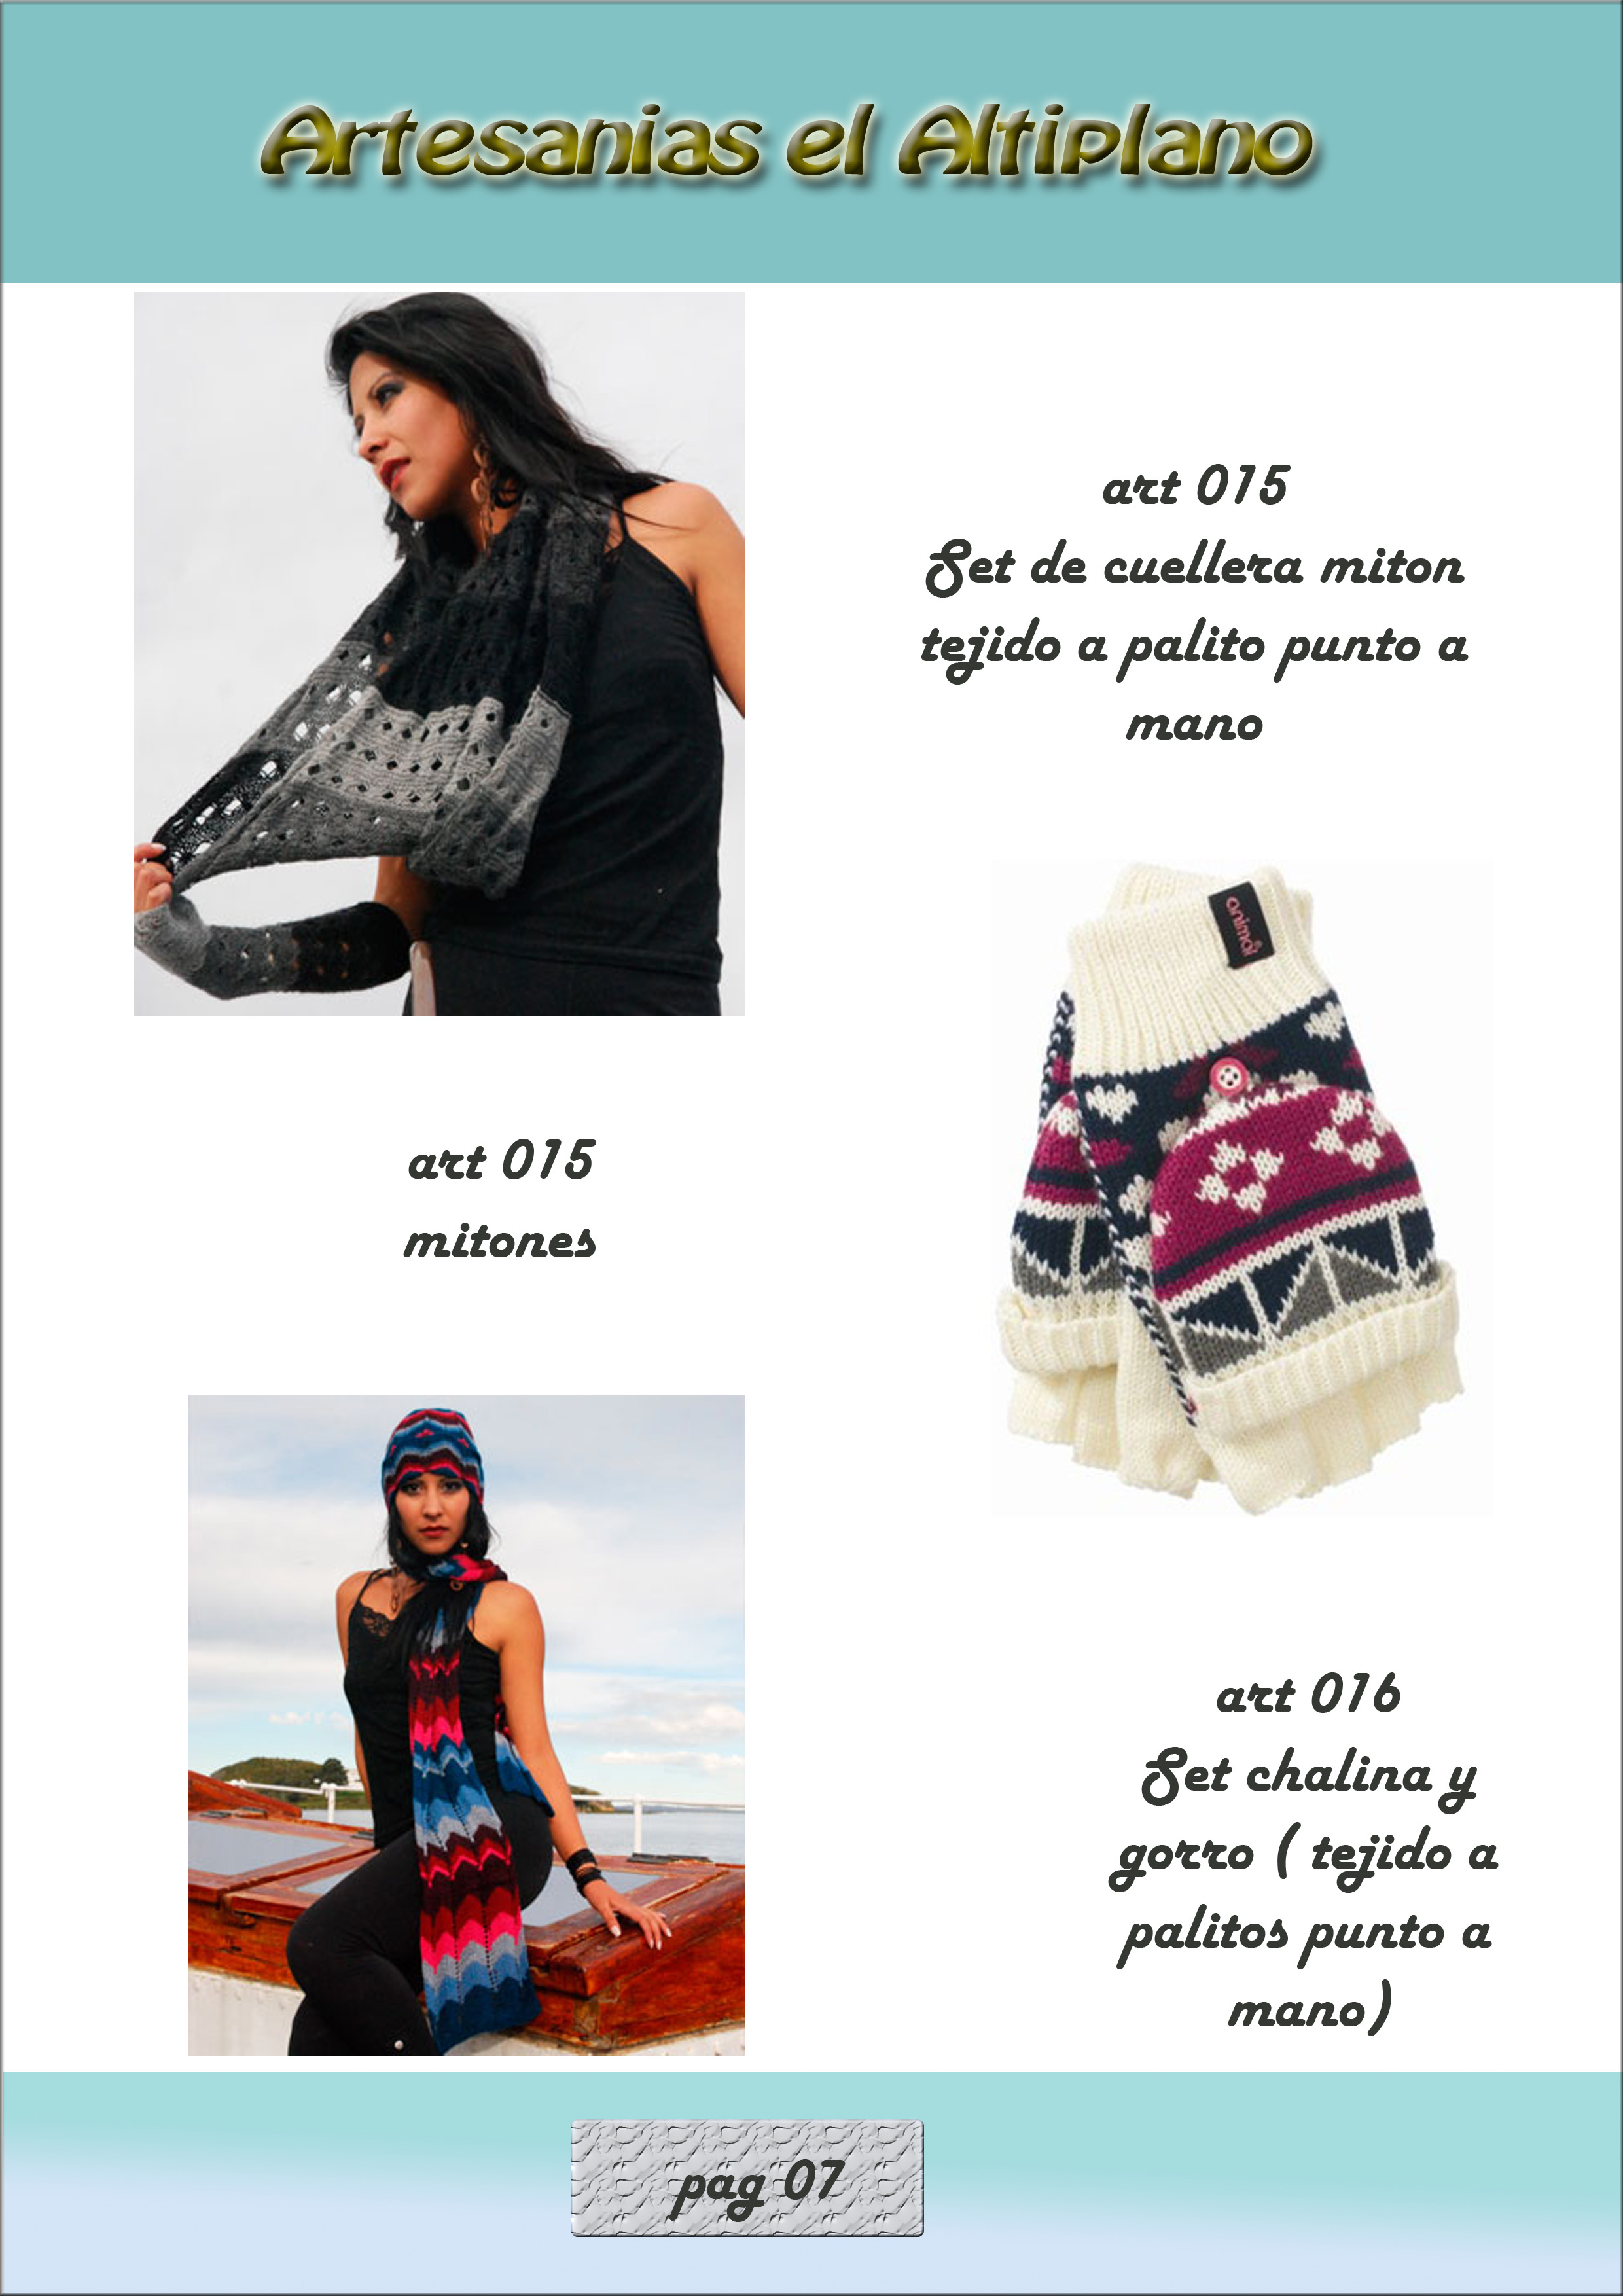 Artesanias el Altiplano
art 015
Set de cuellera miton
tejido a palito punto a
mano
animal
art 015
mitones
art 016
Set chalina y
gorro ( tejido a
palitos punto a
mano)
pag 07